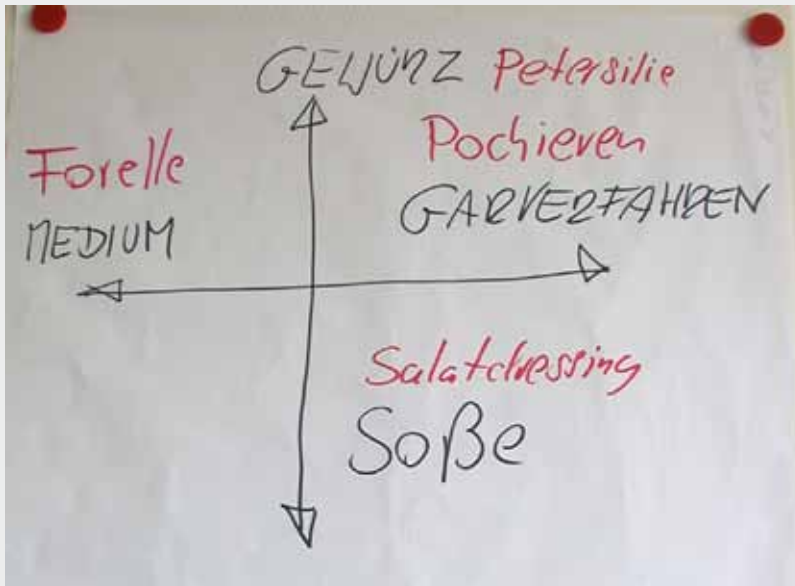 GEWÜRZ Petersilie
Forelle
MEDIUM
Pochieren
GARVERFAHREN
Salatdressing
Soße